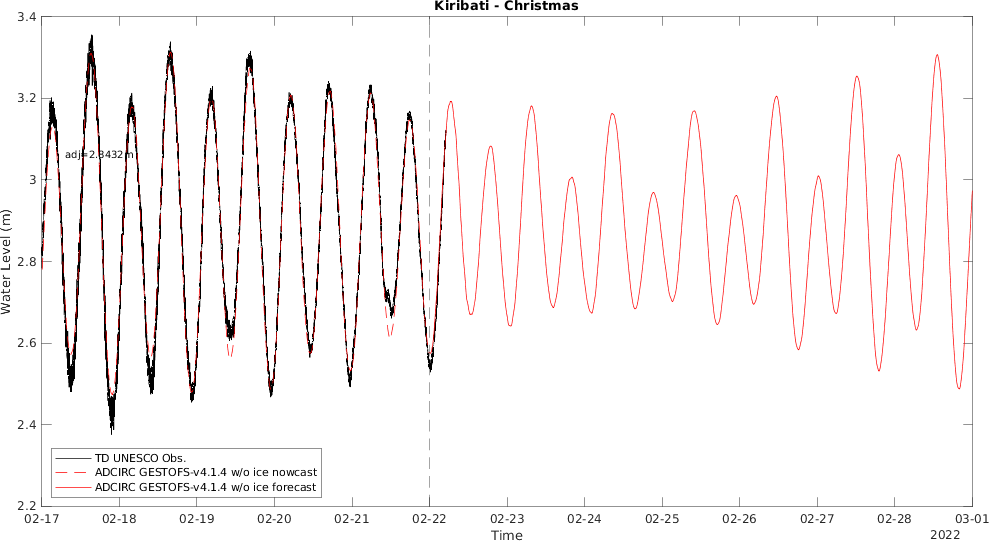 Kiribati - Christmas
3.4
3.2
3
2.8
2.6
2.4
2.2
Water Level (m)
adj=2.8432m
TD UNESCO Obs.
ADCIRC GESTOFS-v4.1.4 w/o ice nowcast
ADCIRC GESTOFS-v4.1.4 w/o ice forecast
02-17 02-18 02-19 02-20 02-21 02-22 02-23 02-24 02-25 02-26 02-27 02-28 03-01
Time
2022